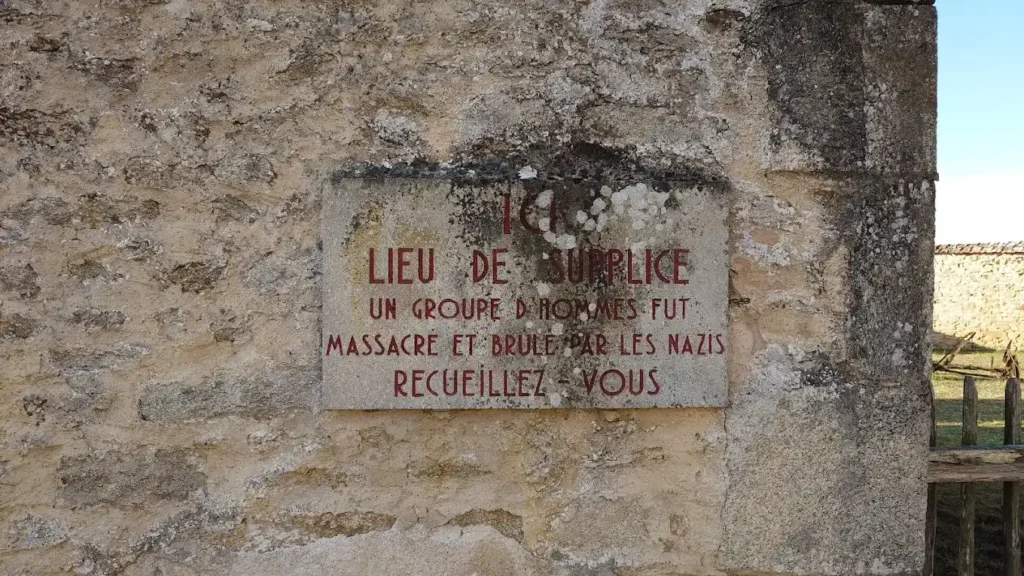 ICI
LIEU DE SUPPLICE
UN GROUPE D'HOMMES FUT
MASSACRE ET BRULE PAR LES NAZIS
RECUEILLEZ - VOUS